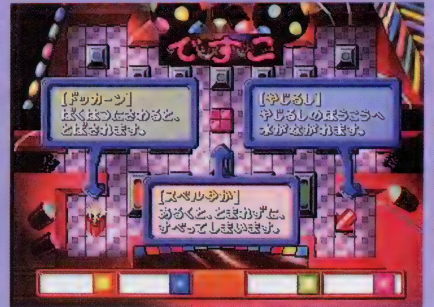 ですこ
【ドッカーン】
ばくはつにさわると、
とばされます。
【やじるし】
やじるしのほうこうへ
水がながれます。
【スベルゆか】
あるくと、とまれずに、
すべってしまいます。